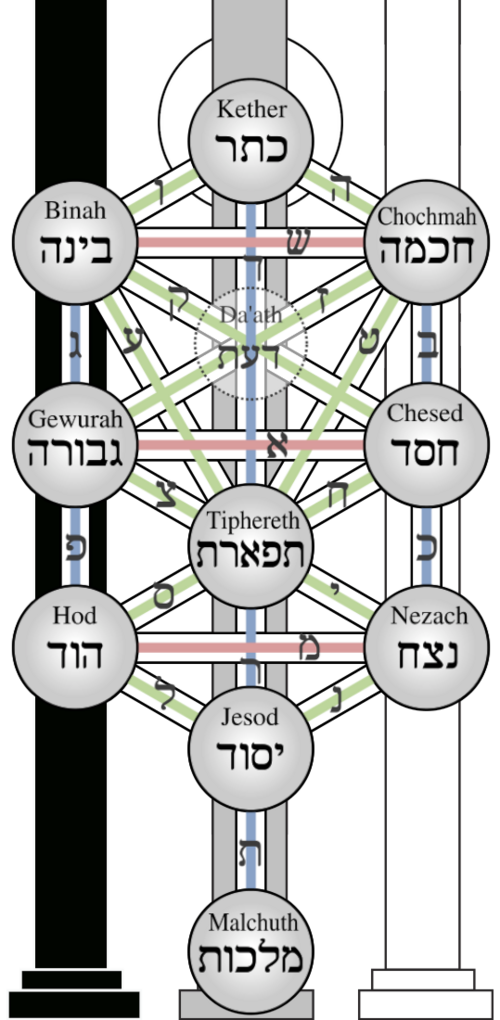 Kether
כתר
ו
ה
Binah
בינה
Chochmah
חכמה
ש
ד
ק
ז
Da'ath
דעת
ג
ע
ט
ב
Gewurah
גבורה
Chesed
חסד
א
צ
ח
Tiphereth
תפארת
פ
כ
ס
י
Hod
הוד
Nezach
נצח
מ
ר
ל
נ
Jesod
יסוד
ת
Malchuth
מלכות